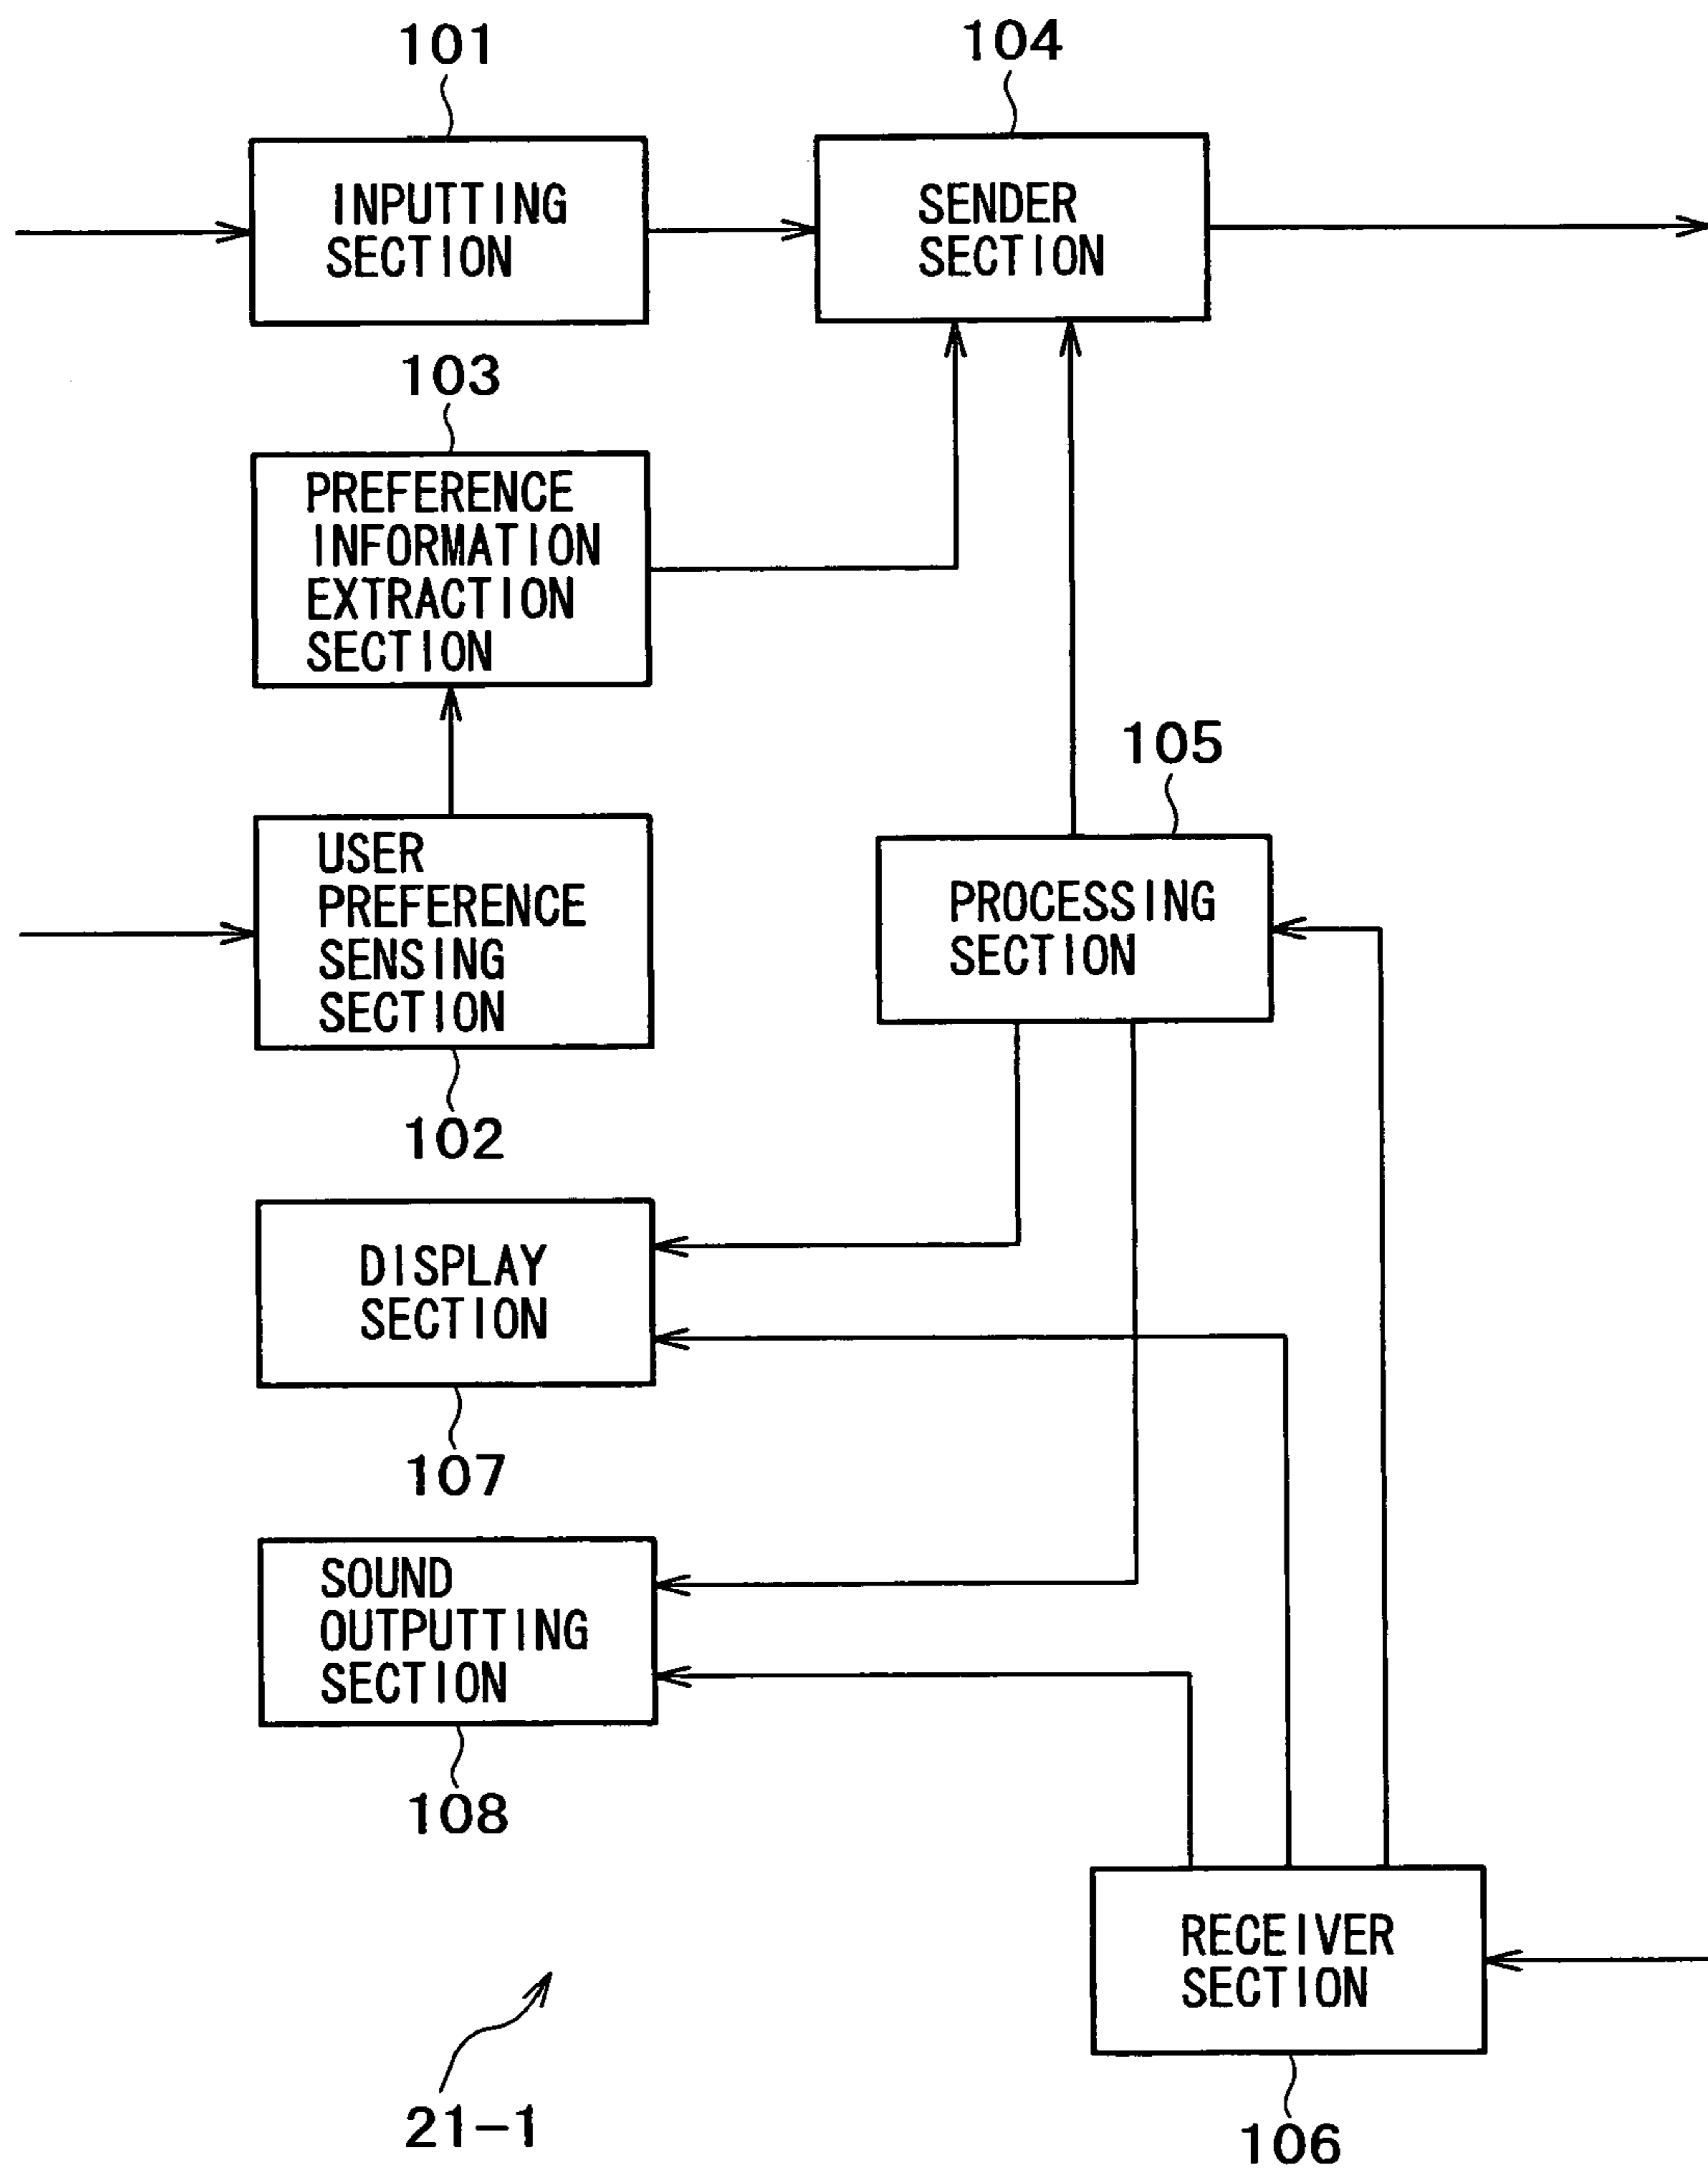 101
INPUTTING
SECTION
104
SENDER
SECTION
103
PREFERENCE
INFORMATION
EXTRACTION
SECTION
105
PROCESSING
SECTION
USER
PREFERENCE
SENSING
SECTION
102
DISPLAY
SECTION
107
SOUND
OUTPUTTING
SECTION
108
RECEIVER
SECTION
106
21-1